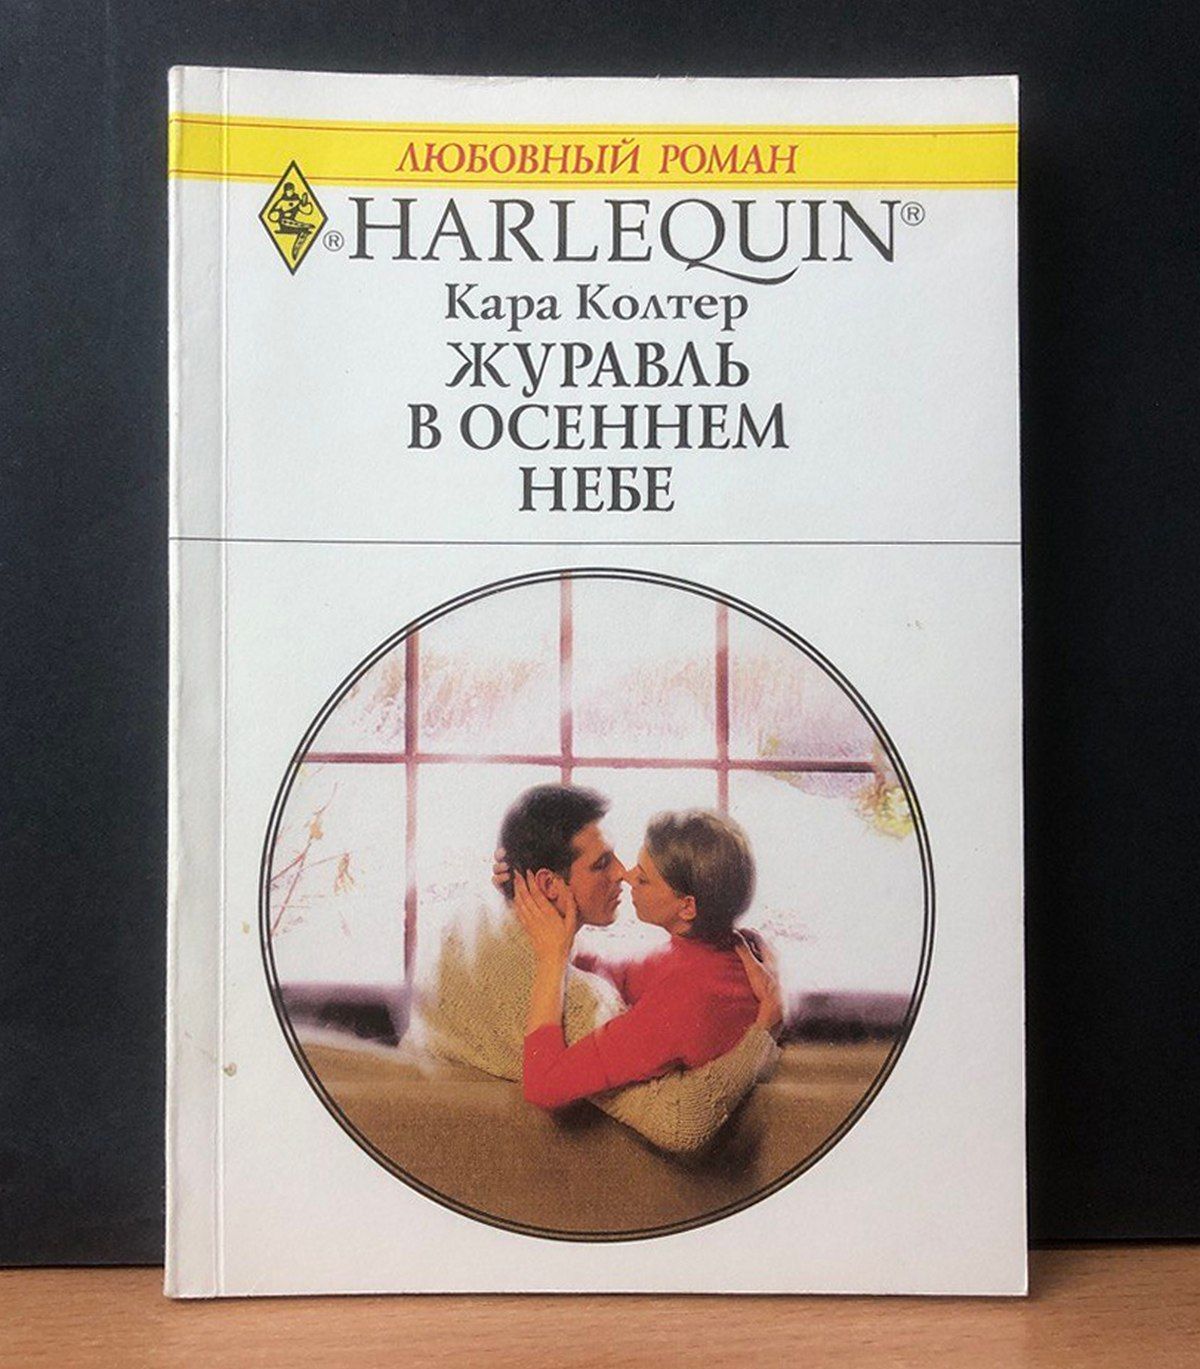 ЛЮБОВНЫЙ РОМАН
® HARLEQUIN®
Кара Колтер
ЖУРАВЛЬ
В ОСЕННЕМ
НЕБЕ